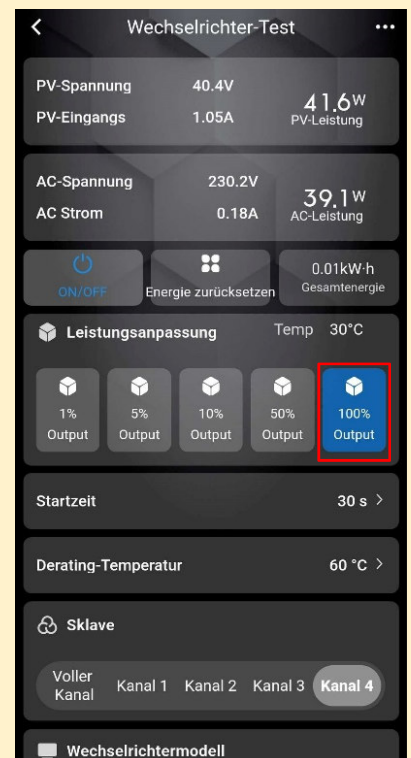 Wechselrichter-Test
PV-Spannung 40.4V
PV-Eingangs 1.05A
41.6W
PV-Leistung
AC-Spannung 230.2V
AC Strom 0.18A
39.1W
AC-Leistung
ON/OFF
Energie zurücksetzen
0.01kW·h
Gesamtenergie
Leistungsanpassung Temp 30°C
1%
Output
5%
Output
10%
Output
50%
Output
100%
Output
Startzeit 30 s
Derating-Temperatur 60 °C
Sklave
Voller
Kanal
Kanal 1
Kanal 2
Kanal 3
Kanal 4
Wechselrichtermodell